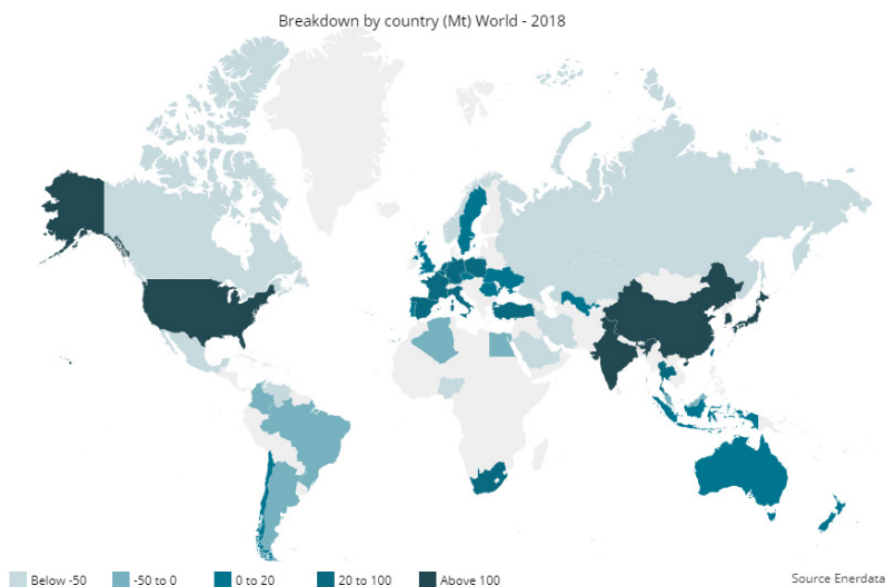 Breakdown by country (Mt) World - 2018
Below -50
-50 to 0
0 to 20
20 to 100
Above 100
Source Enerdata